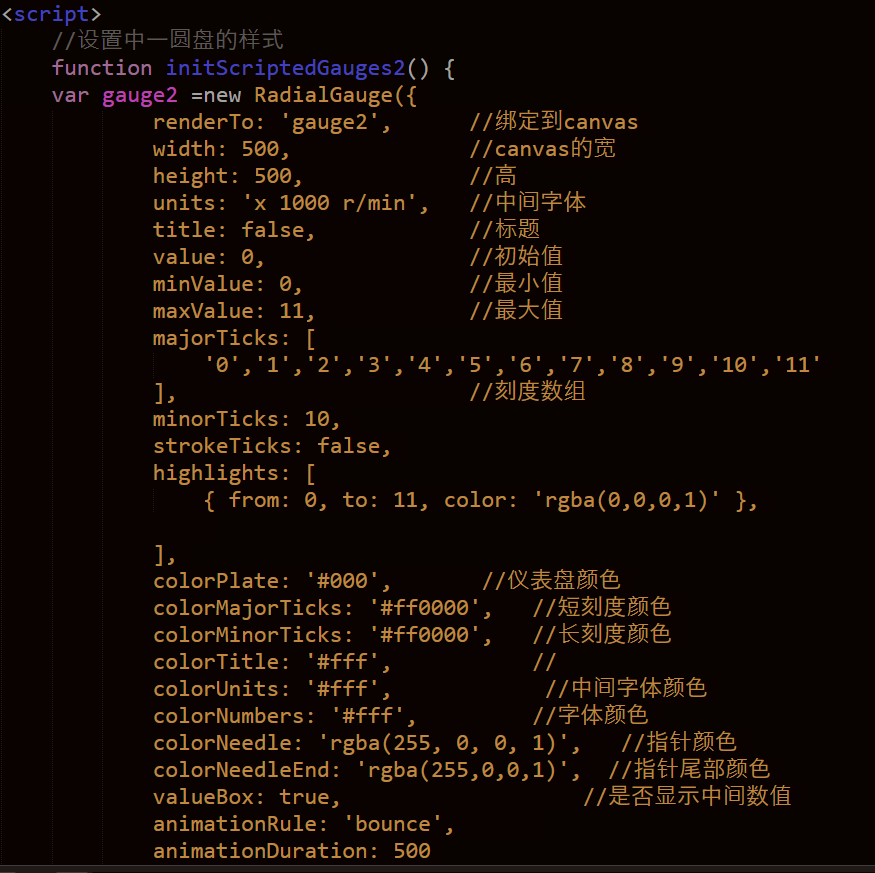 <script>
//设置中一圆盘的样式
function initScriptedGauges2() {
var gauge2 =new RadialGauge({
renderTo: 'gauge2', //绑定到canvas
width: 500, //canvas的宽
height: 500, //高
units: 'x 1000 r/min', //中间字体
title: false, //标题
value: 0, //初始值
minValue: 0, //最小值
maxValue: 11, //最大值
majorTicks: [
'0','1','2','3','4','5','6','7','8','9','10','11'
], //刻度数组
minorTicks: 10,
strokeTicks: false,
highlights: [
{ from: 0, to: 11, color: 'rgba(0,0,0,1)' },
],
colorPlate: '#000', //仪表盘颜色
colorMajorTicks: '#ff0000', //短刻度颜色
colorMinorTicks: '#ff0000', //长刻度颜色
colorTitle: '#fff', //
colorUnits: '#fff', //中间字体颜色
colorNumbers: '#fff', //字体颜色
colorNeedle: 'rgba(255, 0, 0, 1)', //指针颜色
colorNeedleEnd: 'rgba(255,0,0,1)', //指针尾部颜色
valueBox: true, //是否显示中间数值
animationRule: 'bounce',
animationDuration: 500